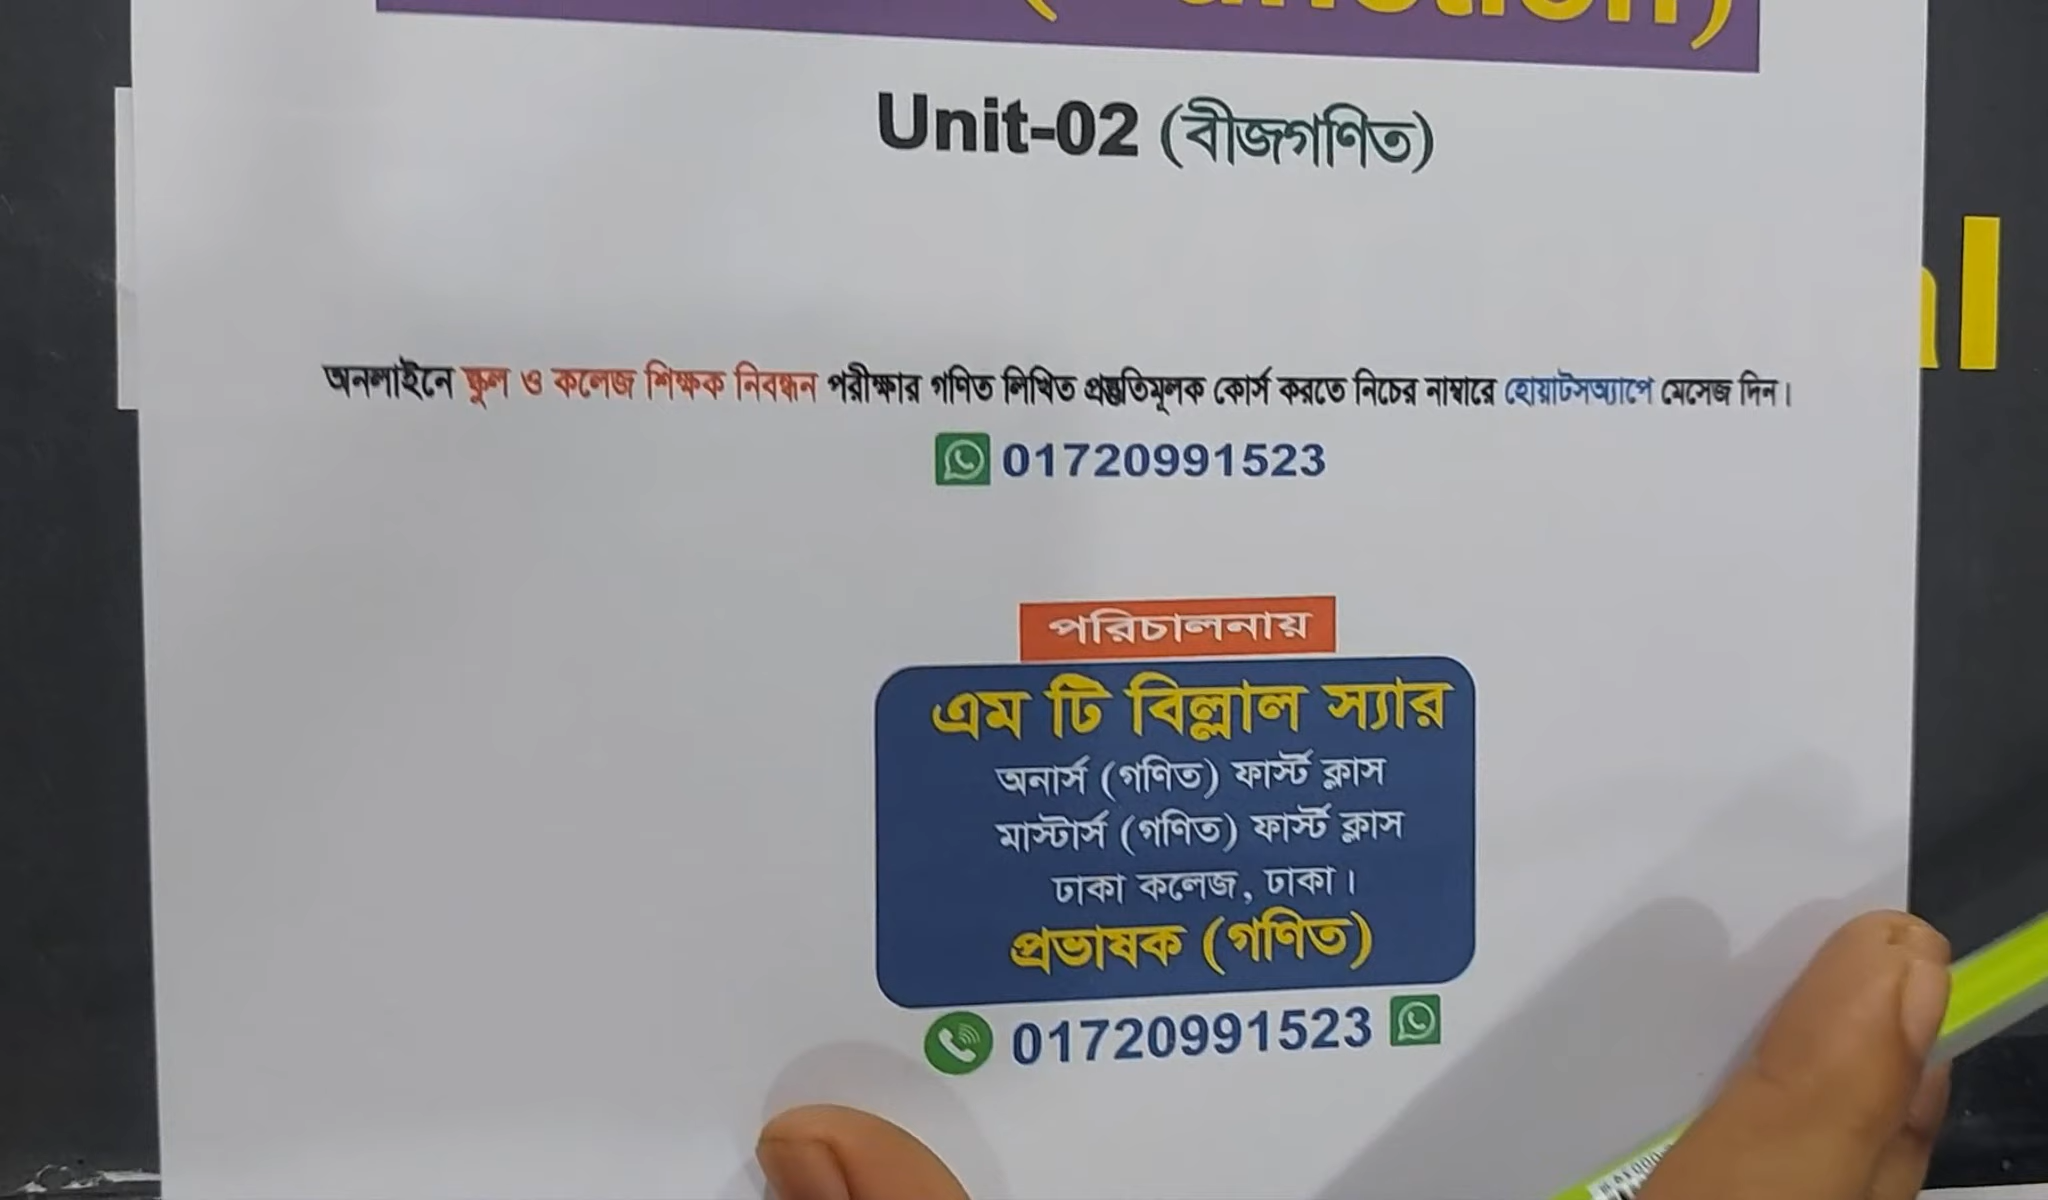 Unit-02 (বীজগণিত)
অনলাইনে স্কুল ও কলেজ শিক্ষক নিবন্ধন পরীক্ষার গণিত লিখিত প্রস্তুতিমূলক কোর্স করতে নিচের নাম্বারে হোয়াটসঅ্যাপে মেসেজ দিন।
01720991523
পরিচালনায়
এম টি বিল্লাল স্যার
অনার্স (গণিত) ফার্স্ট ক্লাস
মাস্টার্স (গণিত) ফার্স্ট ক্লাস
ঢাকা কলেজ, ঢাকা।
প্রভাষক (গণিত)
01720991523